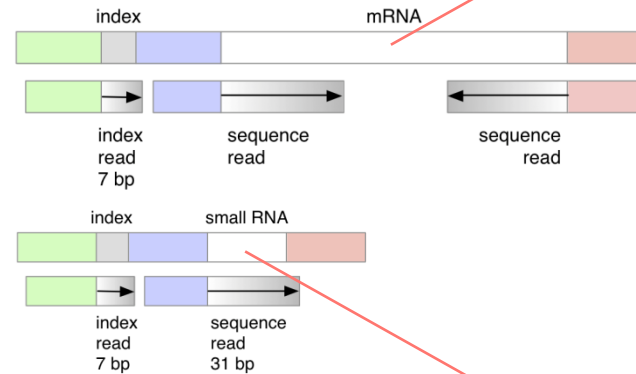 index
mRNA
index
read
7 bp
sequence
read
sequence
read
index
small RNA
index
read
7 bp
sequence
read
31 bp